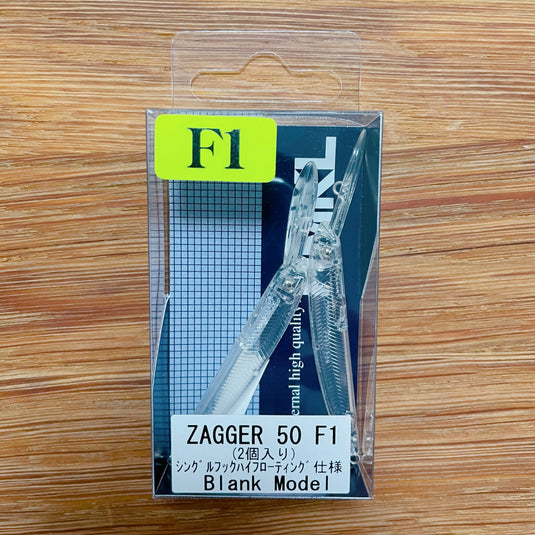 F1
ernal high quality
ZAGGER 50 F1
(2個入り)
ｼﾝｸﾞﾙﾌｯｸﾊｲﾌﾛｰﾃｨﾝｸﾞ仕様
Blank Model